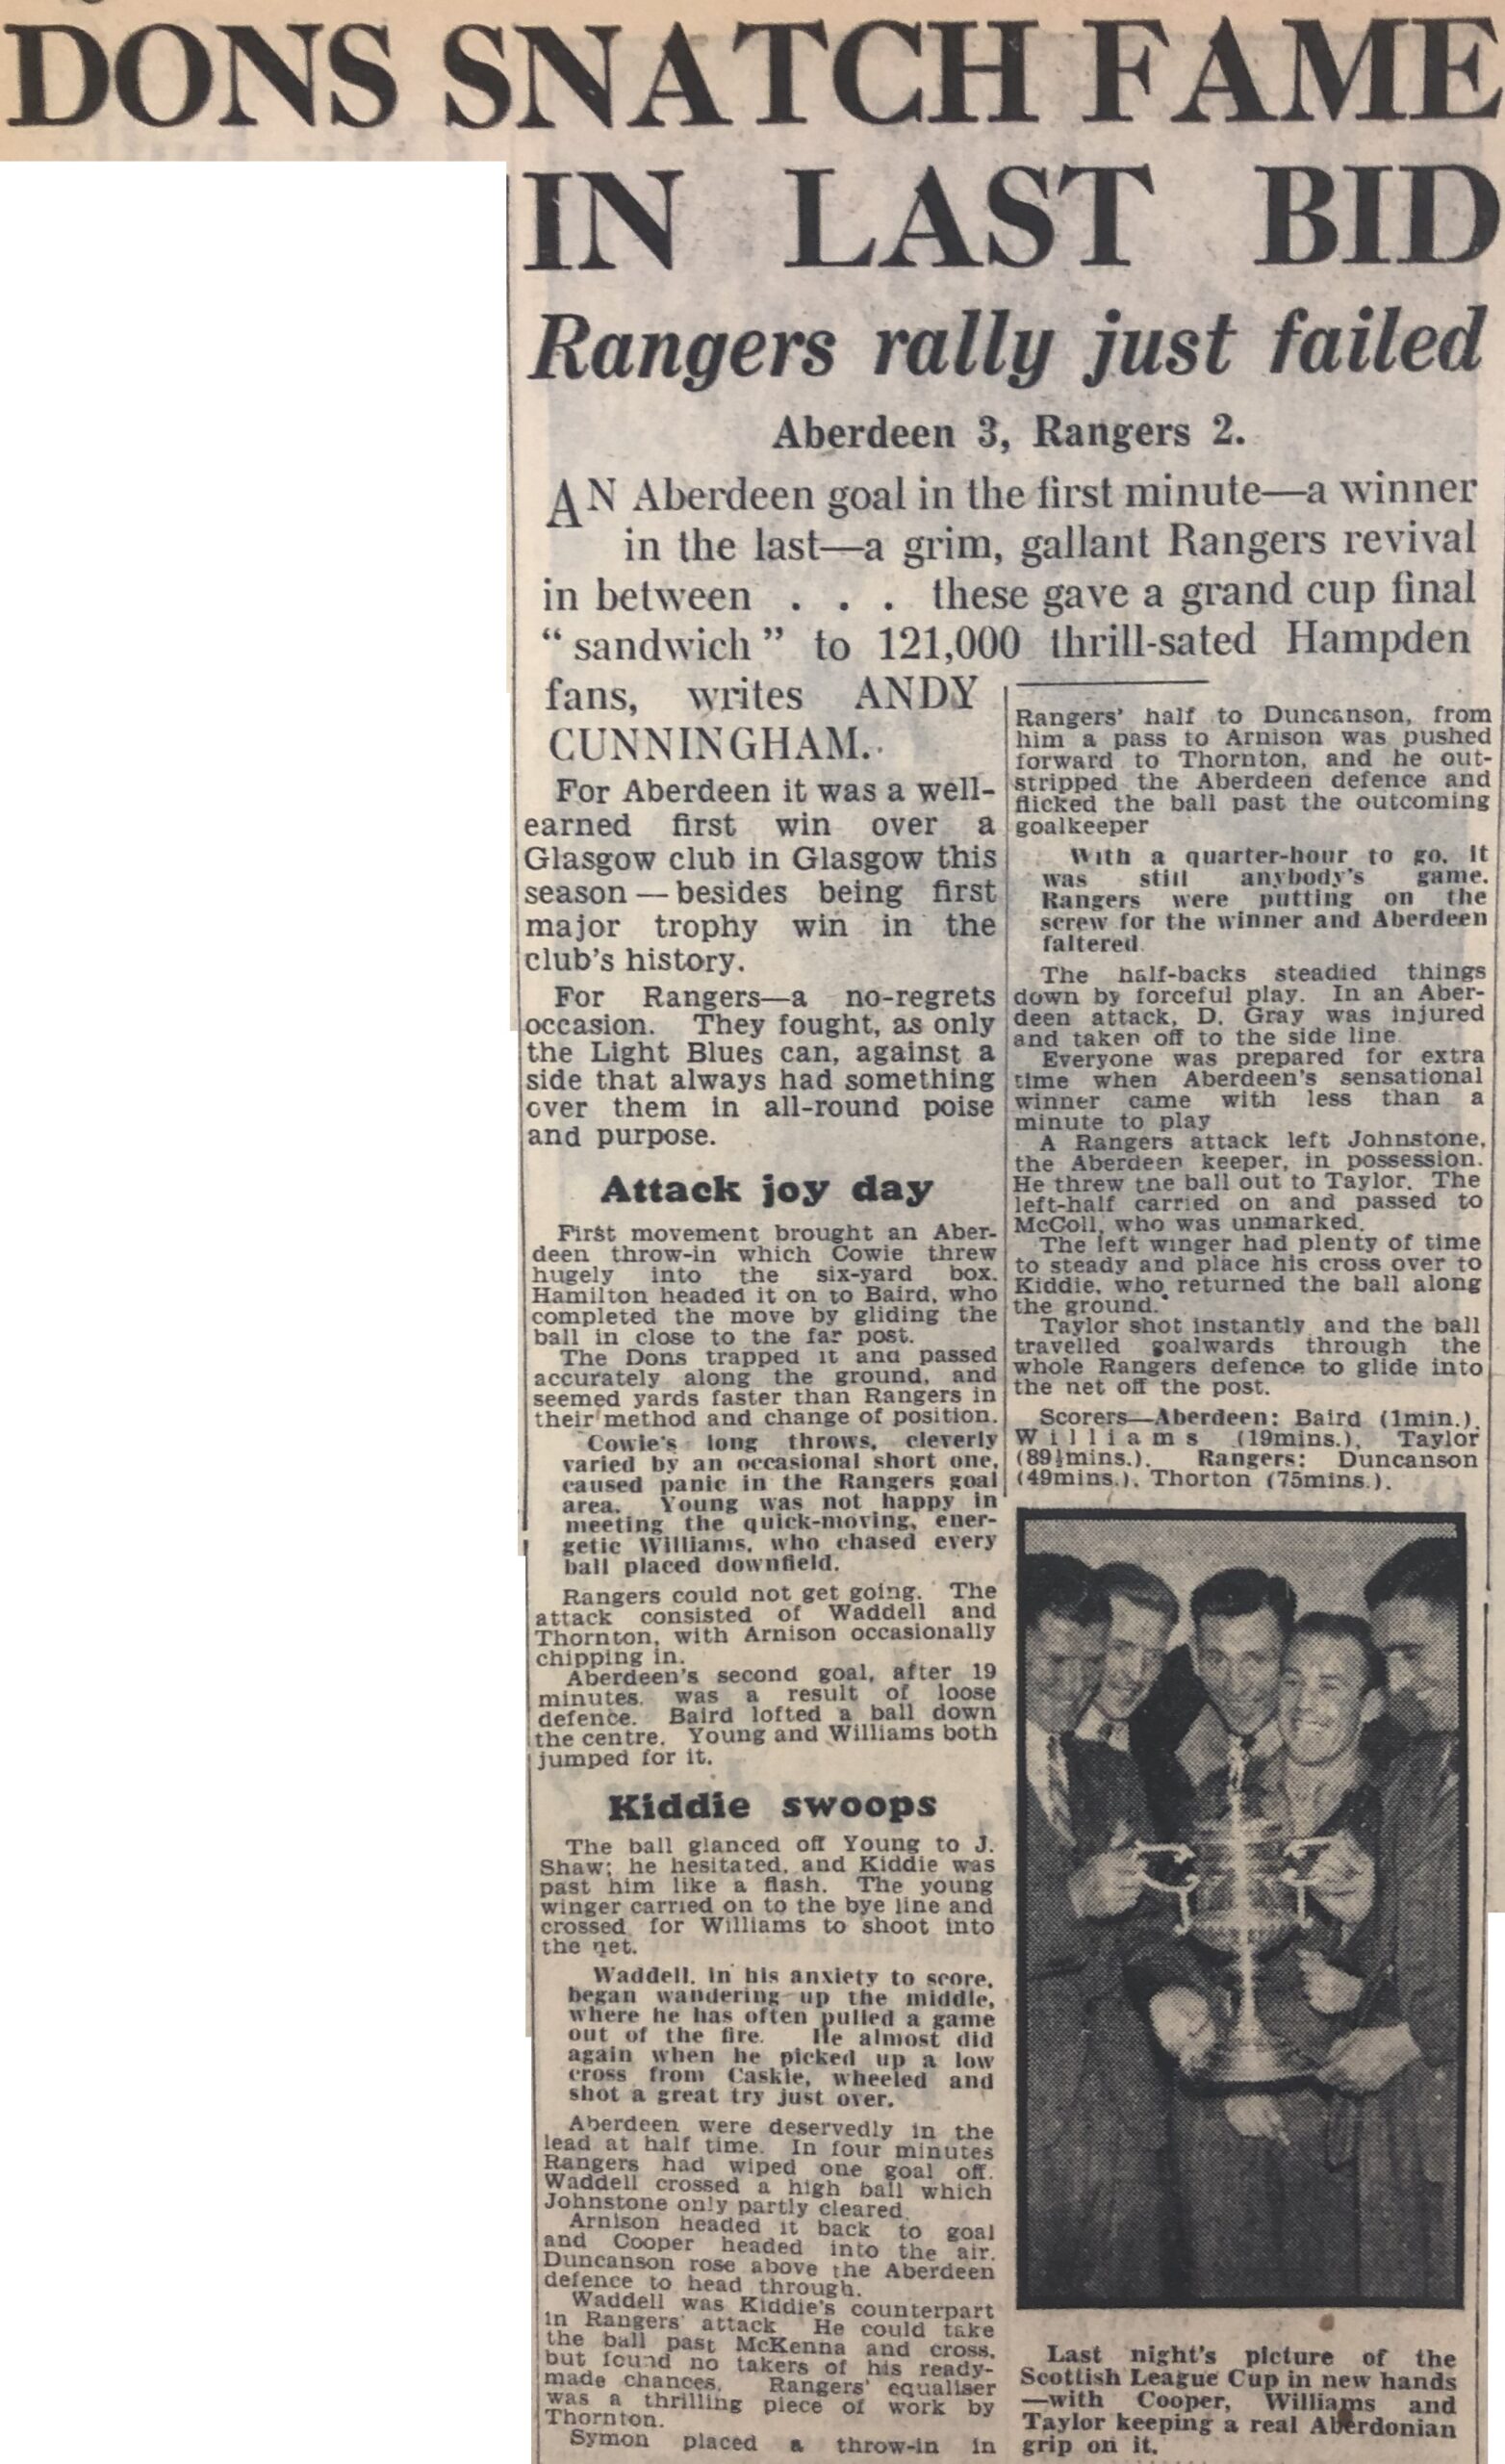 DONS SNATCH FAME
IN LAST BID
Rangers rally just failed
Aberdeen 3, Rangers 2.
AN Aberdeen goal in the first minute—a winner
in the last—a grim, gallant Rangers revival
in between . . . these gave a grand cup final
“sandwich” to 121,000 thrill-sated Hampden
fans, writes ANDY
CUNNINGHAM.
For Aberdeen it was a well-
earned first win over a
Glasgow club in Glasgow this
season — besides being first
major trophy win in the
club's history.
For Rangers—a no-regrets
occasion. They fought, as only
the Light Blues can, against a
side that always had something
over them in all-round poise
and purpose.
Attack joy day
First movement brought an Aber-
deen throw-in which Cowie threw
hugely into the six-yard box.
Hamilton headed it on to Baird, who
completed the move by gliding the
ball in close to the far post.
The Dons trapped it and passed
accurately along the ground, and
seemed yards faster than Rangers in
their method and change of position.
Cowie's long throws, cleverly
varied by an occasional short one,
caused panic in the Rangers goal
area. Young was not happy in
meeting the quick-moving, ener-
getic Williams, who chased every
ball placed downfield.
Rangers could not get going. The
attack consisted of Waddell and
Thornton, with Arnison occasionally
chipping in.
Aberdeen's second goal, after 19
minutes, was a result of loose
defence. Baird lofted a ball down
the centre. Young and Williams both
jumped for it.
Kiddie swoops
The ball glanced off Young to J.
Shaw; he hesitated, and Kiddie was
past him like a flash. The young
winger carried on to the bye line and
crossed for Williams to shoot into
the net.
Waddell, in his anxiety to score,
began wandering up the middle,
where he has often pulled a game
out of the fire. He almost did
again when he picked up a low
cross from Caskie, wheeled and
shot a great try just over.
Aberdeen were deservedly in the
lead at half time. In four minutes
Rangers had wiped one goal off.
Waddell crossed a high ball which
Johnstone only partly cleared.
Arnison headed it back to goal
and Cooper headed into the air.
Duncanson rose above the Aberdeen
defence to head through.
Waddell was Kiddie's counterpart
in Rangers' attack He could take
the ball past McKenna and cross,
but found no takers of his ready-
made chances. Rangers' equaliser
was a thrilling piece of work by
Thornton.
Symon placed a throw-in in
Rangers' half to Duncanson, from
him a pass to Arnison was pushed
forward to Thornton, and he out-
stripped the Aberdeen defence and
flicked the ball past the outcoming
goalkeeper
With a quarter-hour to go, it
was still anybody's game.
Rangers were putting on the
screw for the winner and Aberdeen
faltered.
The half-backs steadied things
down by forceful play. In an Aber-
deen attack, D. Gray was injured
and taken off to the side line.
Everyone was prepared for extra
time when Aberdeen's sensational
winner came with less than a
minute to play
A Rangers attack left Johnstone,
the Aberdeen keeper, in possession.
He threw the ball out to Taylor. The
left-half carried on and passed to
McColl, who was unmarked.
The left winger had plenty of time
to steady and place his cross over to
Kiddie, who returned the ball along
the ground.
Taylor shot instantly and the ball
travelled goalwards through the
whole Rangers defence to glide into
the net off the post.
Scorers—Aberdeen: Baird (1min.),
Williams (19mins.), Taylor
(89½mins.). Rangers: Duncanson
(49mins.), Thorton (75mins.).
Last night's picture of the
Scottish League Cup in new hands
—with Cooper, Williams and
Taylor keeping a real Aberdonian
grip on it.